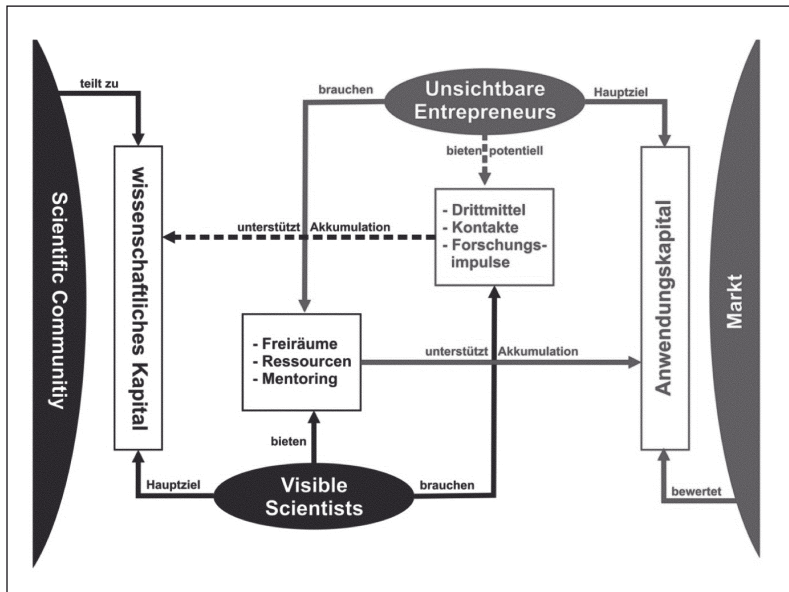 teilt zu
brauchen
Unsichtbare
Entrepreneurs
Hauptziel
bieten potentiell
Scientific Communitiy
wissenschaftliches Kapital
- Drittmittel
- Kontakte
- Forschungs-
impulse
unterstützt Akkumulation
Anwendungskapital
Markt
- Freiräume
- Ressourcen
- Mentoring
unterstützt Akkumulation
bieten
Hauptziel
Visible
Scientists
brauchen
bewertet